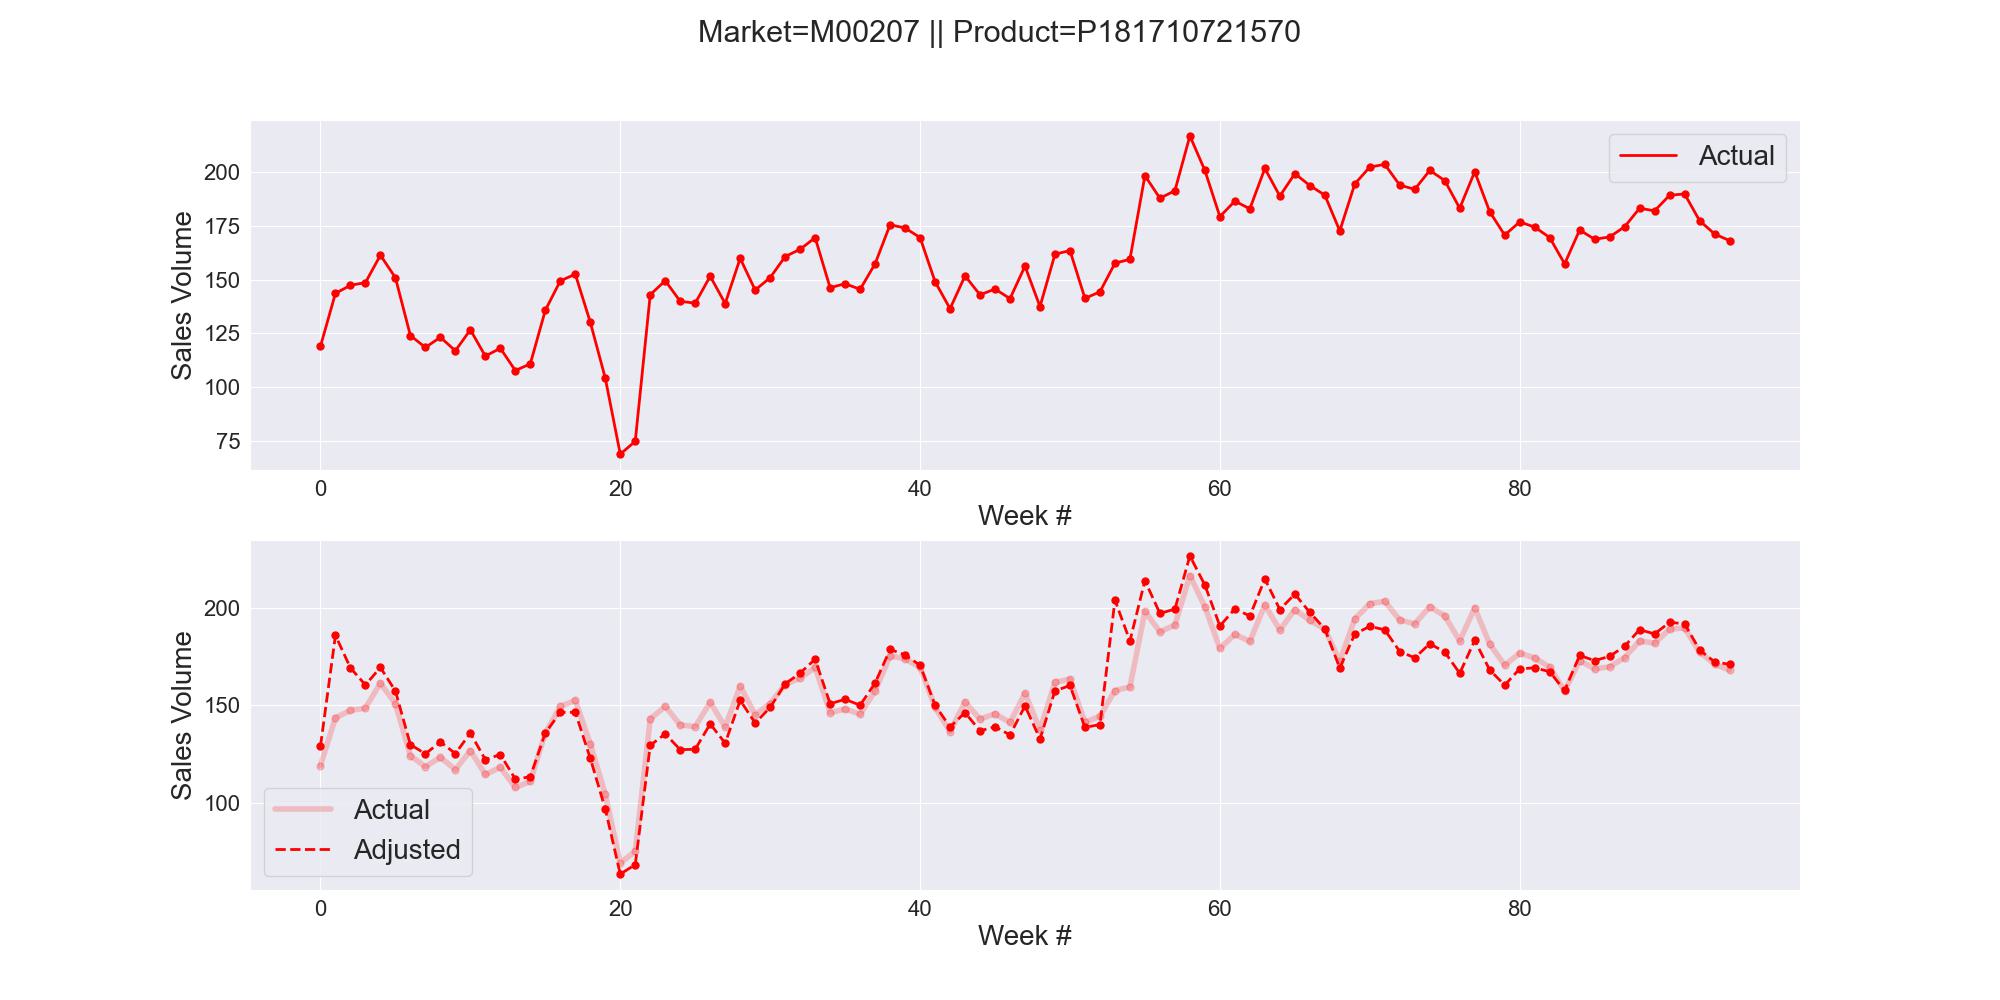 Market=M00207 || Product=P181710721570
200
175
150
125
100
75
Sales Volume
Actual
0 20 40 60 80
Week #
200
150
100
Sales Volume
Actual
Adjusted
0 20 40 60 80
Week #